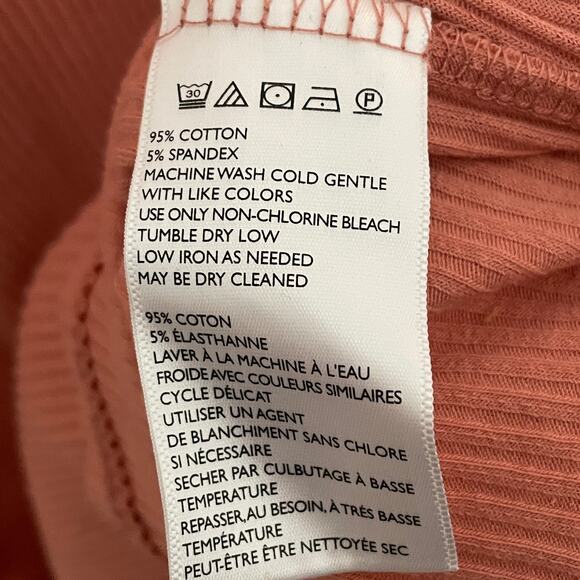 30 P
95% COTTON
5% SPANDEX
MACHINE WASH COLD GENTLE
WITH LIKE COLORS
USE ONLY NON-CHLORINE BLEACH
TUMBLE DRY LOW
LOW IRON AS NEEDED
MAY BE DRY CLEANED
95% COTON
5% ÉLASTHANNE
LAVER À LA MACHINE À L'EAU
FROIDE AVEC COULEURS SIMILAIRES
CYCLE DÉLICAT
UTILISER UN AGENT
DE BLANCHIMENT SANS CHLORE
SI NÉCESSAIRE
SECHER PAR CULBUTAGE À BASSE
TEMPERATURE
REPASSER, AU BESOIN, À TRÉS BASSE
TEMPÉRATURE
PEUT-ÊTRE ÊTRE NETTOYÉE SEC